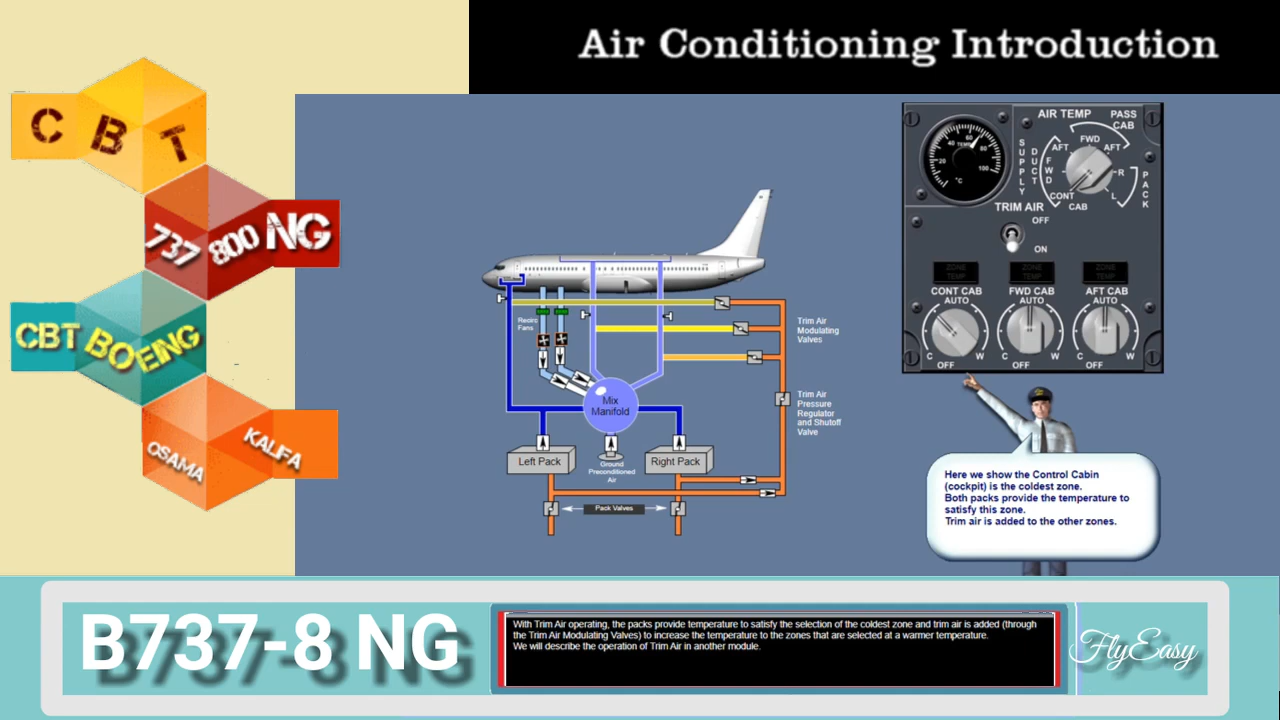 Air Conditioning Introduction
CBT
737 800 NG
CBT BOEING
OSAMA KALIFA
AIR TEMP
PASS
CAB
SUPPLY
DUCT
AFT
FWD
AFT
FWD
CONT
CAB
R
L
PACK
20
40
60
80
100
TEMP
°C
TRIM AIR
OFF
ON
ZONE
TEMP
ZONE
TEMP
ZONE
TEMP
CONT CAB
FWD CAB
AFT CAB
AUTO
AUTO
AUTO
C W
C W
C W
OFF
OFF
OFF
Recirc
Fans
Trim Air
Modulating
Valves
Mix
Manifold
Trim Air
Pressure
Regulator
and Shutoff
Valve
Left Pack
Ground
Preconditioned
Air
Right Pack
Pack Valves
Here we show the Control Cabin
(cockpit) is the coldest zone.
Both packs provide the temperature to
satisfy this zone.
Trim air is added to the other zones.
B737-8 NG
With Trim Air operating, the packs provide temperature to satisfy the selection of the coldest zone and trim air is added (through
the Trim Air Modulating Valves) to increase the temperature to the zones that are selected at a warmer temperature.
We will describe the operation of Trim Air in another module.
FlyEasy